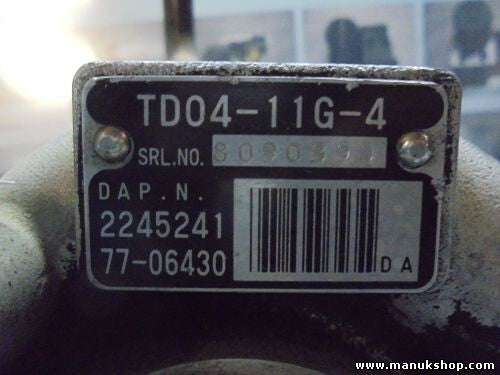 TD04-11G-4
SRL.NO.
DAP.N.
2245241
77-06430
DA
www.manukshop.com